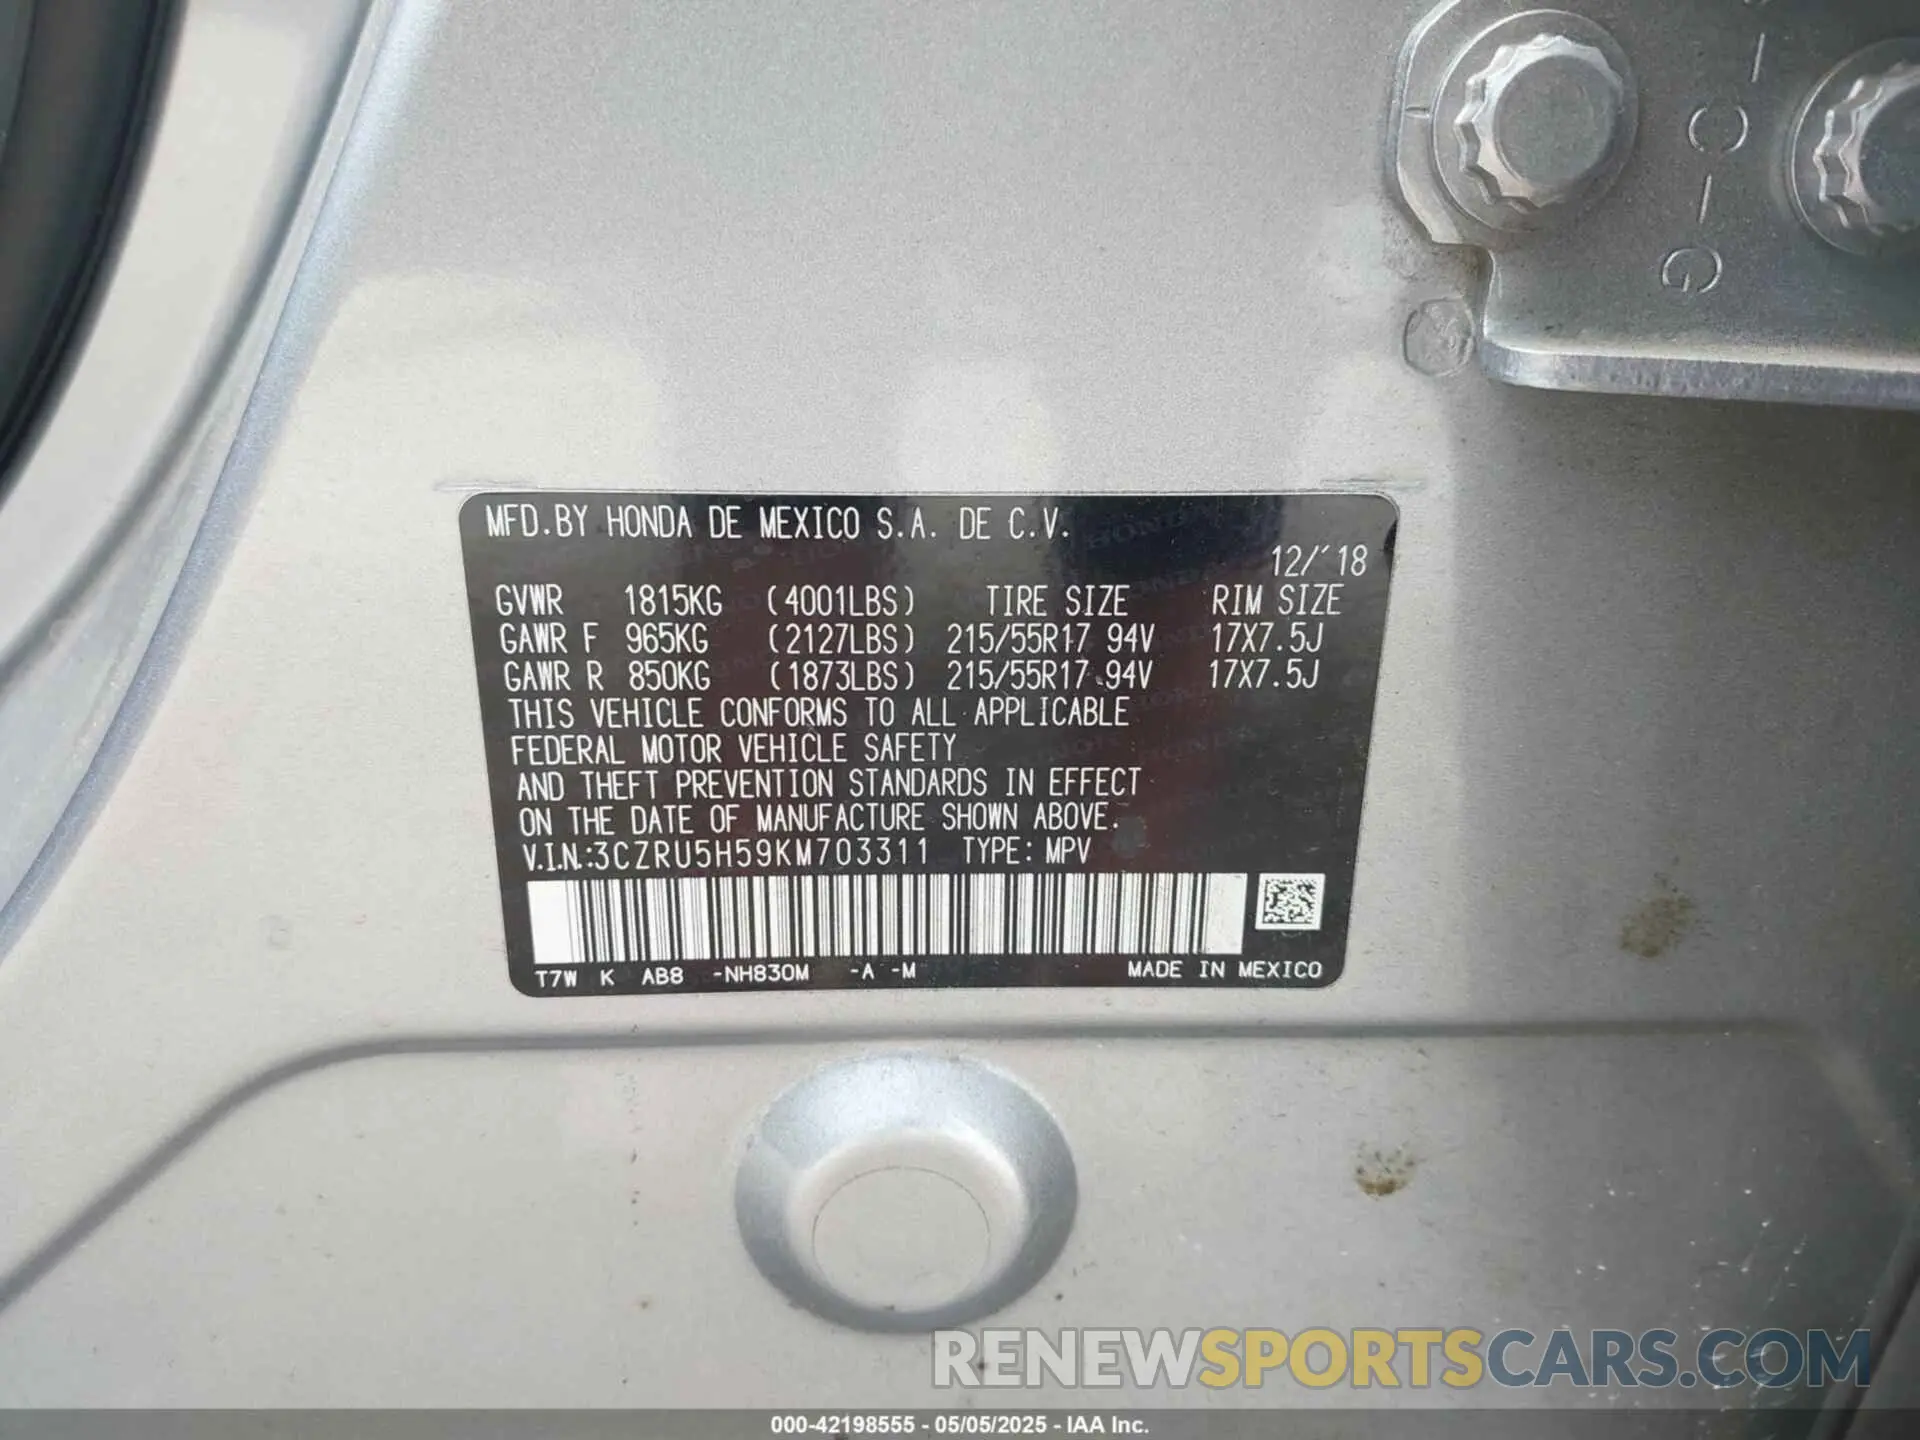 MFD.BY HONDA DE MEXICO S.A. DE C.V.
12/´18
GVWR 1815KG (4001LBS) TIRE SIZE RIM SIZE
GAWR F 965KG (2127LBS) 215/55R17 94V 17X7.5J
GAWR R 850KG (1873LBS) 215/55R17 94V 17X7.5J
THIS VEHICLE CONFORMS TO ALL APPLICABLE
FEDERAL MOTOR VEHICLE SAFETY
AND THEFT PREVENTION STANDARDS IN EFFECT
ON THE DATE OF MANUFACTURE SHOWN ABOVE.
V.I.N.:3CZRU5H59KM703311 TYPE: MPV
T7W K AB8 -NH830M -A -M MADE IN MEXICO
RENEWSPORTSCARS.COM
000-42198555 - 05/05/2025 - IAA Inc.